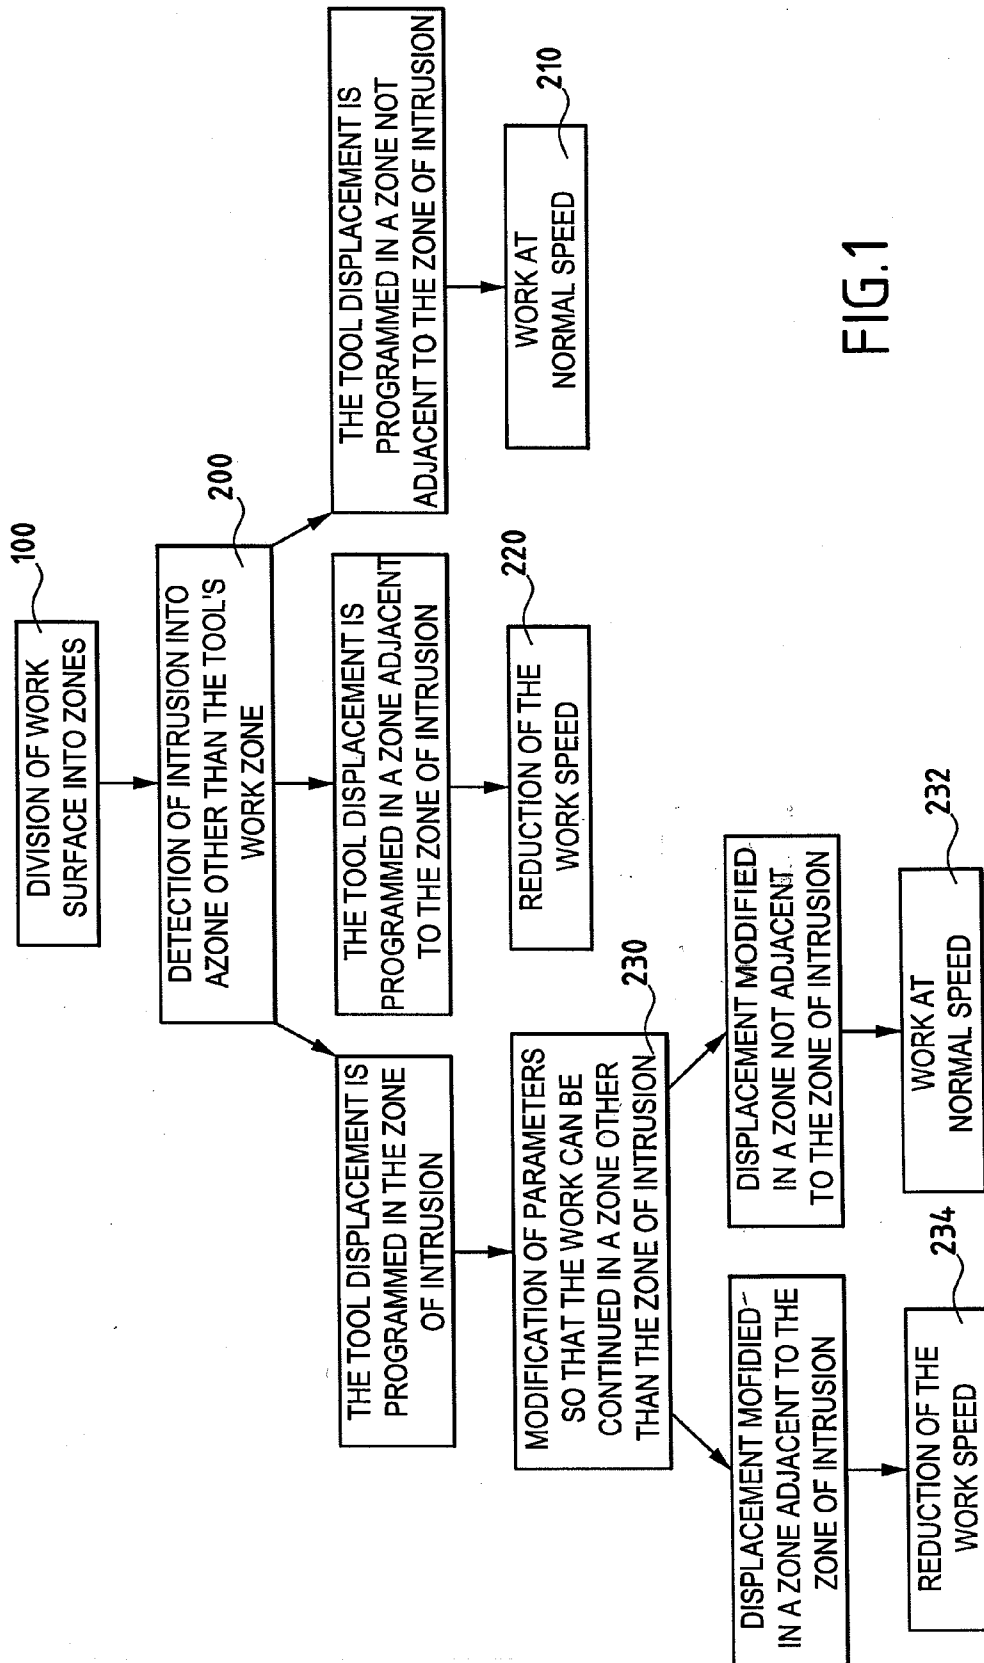 100
DIVISION OF WORK
SURFACE INTO ZONES
200
DETECTION OF INTRUSION INTO
AZONE OTHER THAN THE TOOL'S
WORK ZONE
THE TOOL DISPLACEMENT IS
PROGRAMMED IN THE ZONE
OF INTRUSION
THE TOOL DISPLACEMENT IS
PROGRAMMED IN A ZONE ADJACENT
TO THE ZONE OF INTRUSION
THE TOOL DISPLACEMENT IS
PROGRAMMED IN A ZONE NOT
ADJACENT TO THE ZONE OF INTRUSION
MODIFICATION OF PARAMETERS
SO THAT THE WORK CAN BE
CONTINUED IN A ZONE OTHER
THAN THE ZONE OF INTRUSION
230
220
REDUCTION OF THE
WORK SPEED
210
WORK AT
NORMAL SPEED
DISPLACEMENT MOFIDIED
IN A ZONE ADJACENT TO THE
ZONE OF INTRUSION
DISPLACEMENT MODIFIED
IN A ZONE NOT ADJACENT
TO THE ZONE OF INTRUSION
234
REDUCTION OF THE
WORK SPEED
232
WORK AT
NORMAL SPEED
FIG.1